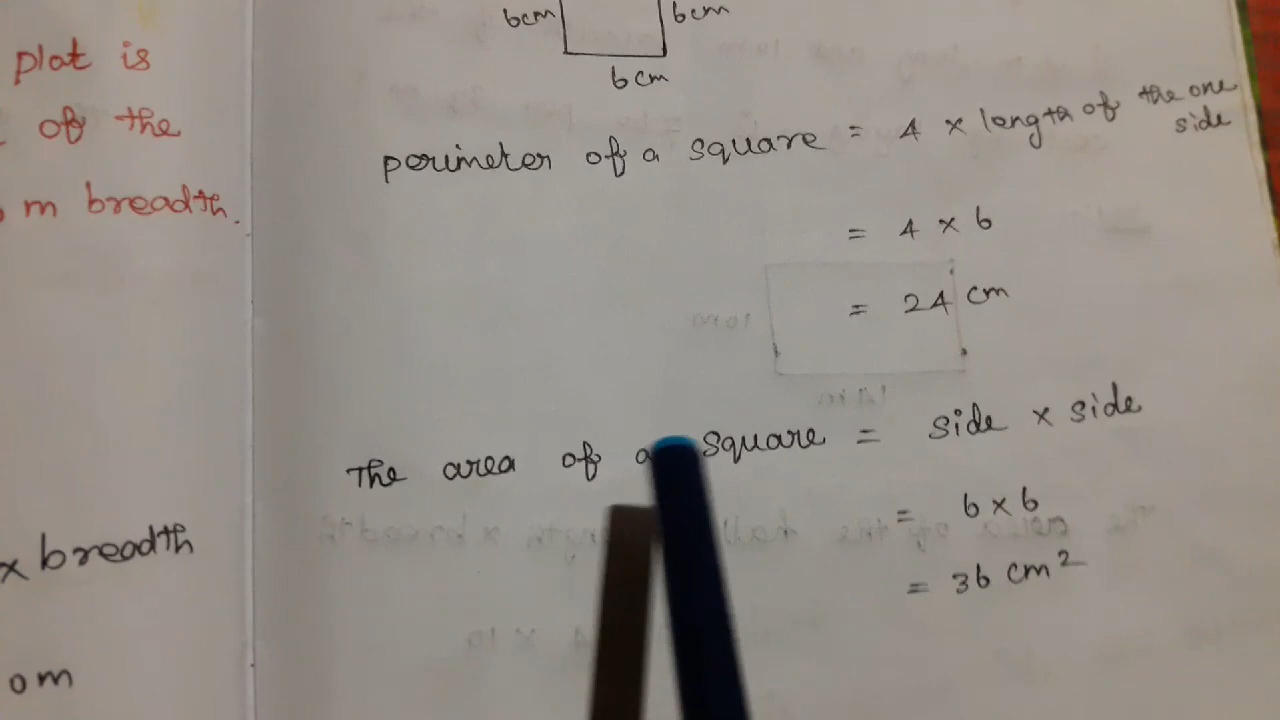 plat is
of the
m breadth.
x breadth
om
6cm 6cm
6cm
perimeter of a square = 4 x length of the one side
= 4 x 6
= 24 cm
The area of a square = side x side
= 6 x 6
= 36 cm²